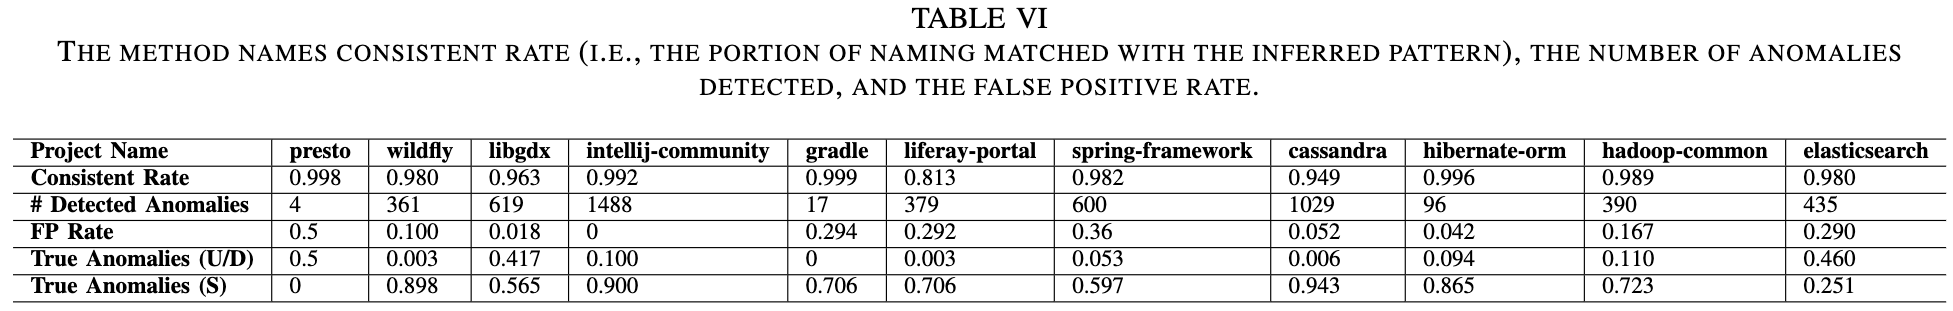 TABLE VI
THE METHOD NAMES CONSISTENT RATE (I.E., THE PORTION OF NAMING MATCHED WITH THE INFERRED PATTERN), THE NUMBER OF ANOMALIES
DETECTED, AND THE FALSE POSITIVE RATE.
Project Name presto wildfly libgdx intellij-community gradle liferay-portal spring-framework cassandra hibernate-orm hadoop-common elasticsearch
Consistent Rate 0.998 0.980 0.963 0.992 0.999 0.813 0.982 0.949 0.996 0.989 0.980
# Detected Anomalies 4 361 619 1488 17 379 600 1029 96 390 435
FP Rate 0.5 0.100 0.018 0 0.294 0.292 0.36 0.052 0.042 0.167 0.290
True Anomalies (U/D) 0.5 0.003 0.417 0.100 0 0.003 0.053 0.006 0.094 0.110 0.460
True Anomalies (S) 0 0.898 0.565 0.900 0.706 0.706 0.597 0.943 0.865 0.723 0.251